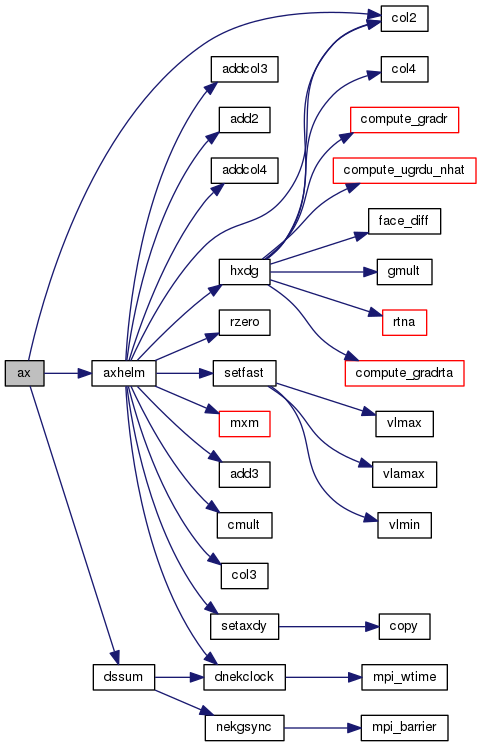 col2
addcol3
col4
add2
compute_gradr
addcol4
compute_ugrdu_nhat
face_diff
hxdg
gmult
rzero
rtna
ax
axhelm
setfast
compute_gradrta
mxm
vlmax
add3
vlamax
cmult
vlmin
col3
setaxdy
copy
dssum
dnekclock
mpi_wtime
nekgsync
mpi_barrier